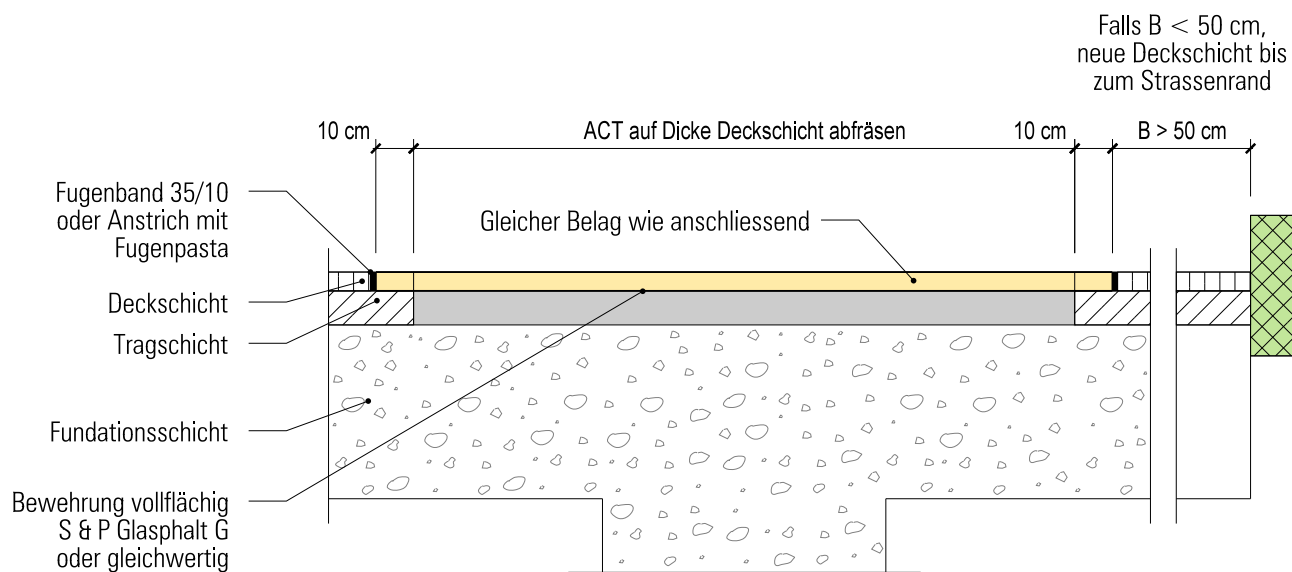 Falls B < 50 cm,
neue Deckschicht bis
zum Strassenrand
10 cm
ACT auf Dicke Deckschicht abfräsen
10 cm
B > 50 cm
Fugenband 35/10
oder Anstrich mit
Fugenpasta
Gleicher Belag wie anschliessend
Deckschicht
Tragschicht
Fundationsschicht
Bewehrung vollflächig
S & P Glasphalt G
oder gleichwertig